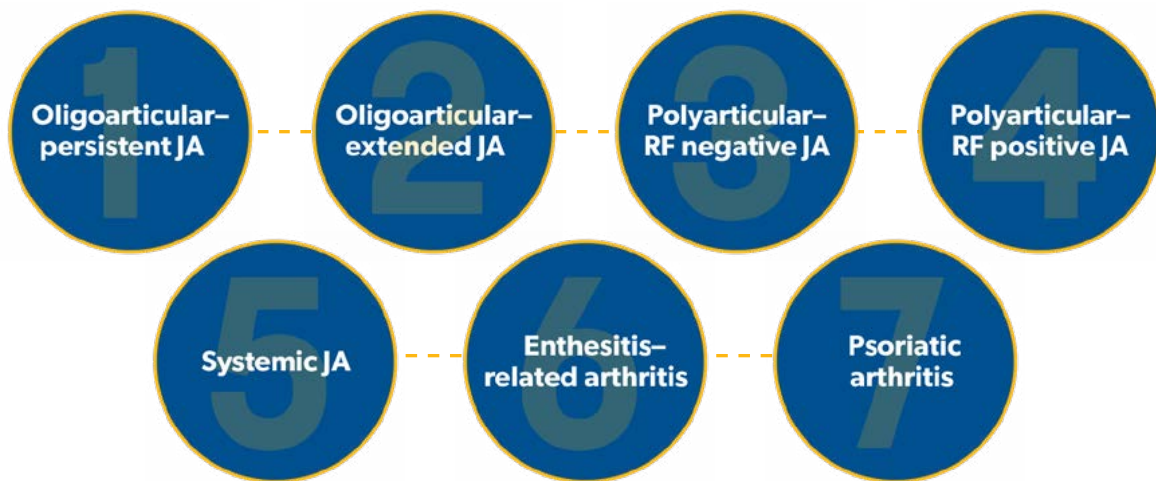 1
Oligoarticular–
persistent JA
2
Oligoarticular–
extended JA
3
Polyarticular–
RF negative JA
4
Polyarticular–
RF positive JA
5
Systemic JA
6
Enthesitis–
related arthritis
7
Psoriatic
arthritis